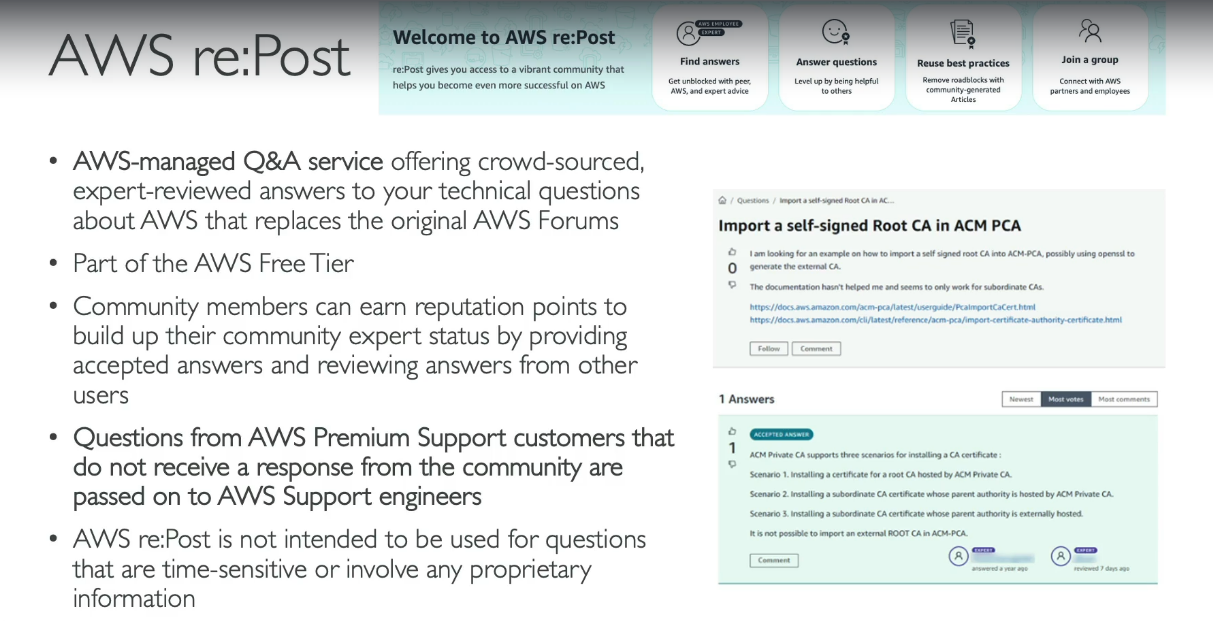 AWS re:Post
Welcome to AWS re:Post
re:Post gives you access to a vibrant community that
helps you become even more successful on AWS
AWS EMPLOYEE
EXPERT
Find answers
Get unblocked with peer,
AWS, and expert advice
Answer questions
Level up by being helpful
to others
Reuse best practices
Remove roadblocks with
community-generated
Articles
Join a group
Connect with AWS
partners and employees
• AWS-managed Q&A service offering crowd-sourced,
expert-reviewed answers to your technical questions
about AWS that replaces the original AWS Forums
• Part of the AWS Free Tier
• Community members can earn reputation points to
build up their community expert status by providing
accepted answers and reviewing answers from other
users
• Questions from AWS Premium Support customers that
do not receive a response from the community are
passed on to AWS Support engineers
• AWS re:Post is not intended to be used for questions
that are time-sensitive or involve any proprietary
information
/ Questions / Import a self-signed Root CA in AC...
Import a self-signed Root CA in ACM PCA
0
I am looking for an example on how to import a self signed root CA into ACM-PCA, possibly using openssl to
generate the external CA.
The documentation hasn't helped me and seems to only work for subordinate CAs.
https://docs.aws.amazon.com/acm-pca/latest/userguide/PcaImportCaCert.html
https://docs.aws.amazon.com/cli/latest/reference/acm-pca/import-certificate-authority-certificate.html
Follow Comment
1 Answers
Newest Most votes Most comments
1
ACCEPTED ANSWER
ACM Private CA supports three scenarios for installing a CA certificate :
Scenario 1. Installing a certificate for a root CA hosted by ACM Private CA.
Scenario 2. Installing a subordinate CA certificate whose parent authority is hosted by ACM Private CA.
Scenario 3. Installing a subordinate CA certificate whose parent authority is externally hosted.
It is not possible to import an external ROOT CA in ACM-PCA.
Comment
EXPERT
answered a year ago
EXPERT
reviewed 7 days ago